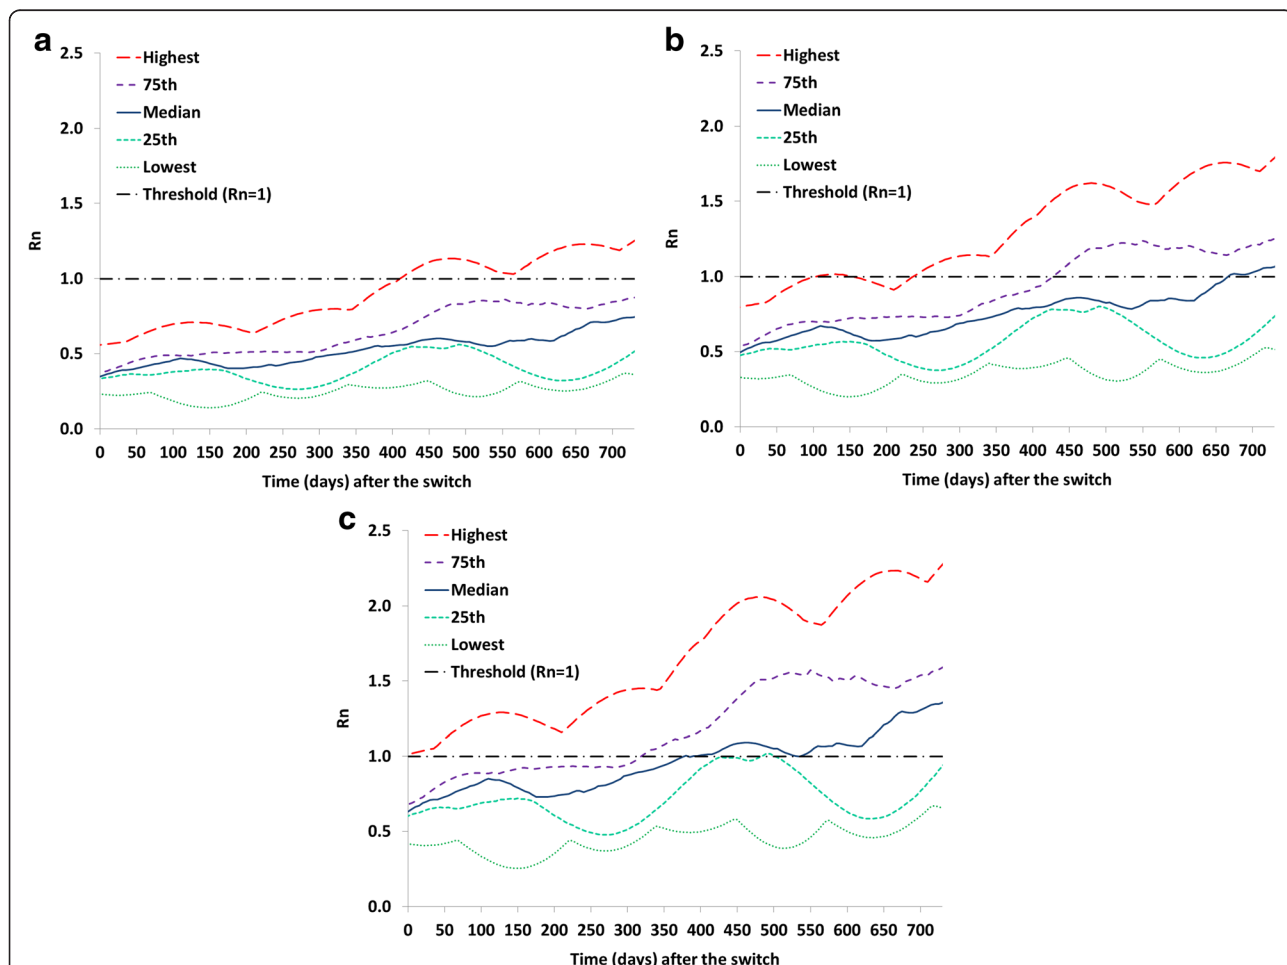 a
2.5
2.0
1.5
1.0
0.5
0.0
Rn
Highest
75th
Median
25th
Lowest
Threshold (Rn=1)
0 50 100 150 200 250 300 350 400 450 500 550 600 650 700
Time (days) after the switch
b
2.5
2.0
1.5
1.0
0.5
0.0
Rn
Highest
75th
Median
25th
Lowest
Threshold (Rn=1)
0 50 100 150 200 250 300 350 400 450 500 550 600 650 700
Time (days) after the switch
c
2.5
2.0
1.5
1.0
0.5
0.0
Rn
Highest
75th
Median
25th
Lowest
Threshold (Rn=1)
0 50 100 150 200 250 300 350 400 450 500 550 600 650 700
Time (days) after the switch